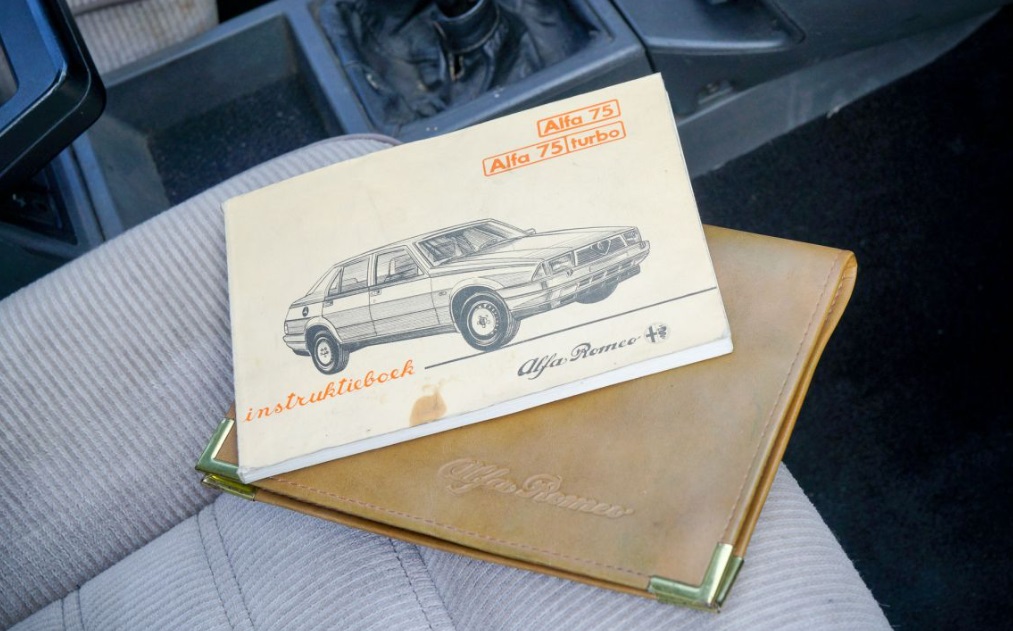 Alfa 75
Alfa 75 turbo
instruktieboek
Alfa Romeo
Alfa Romeo